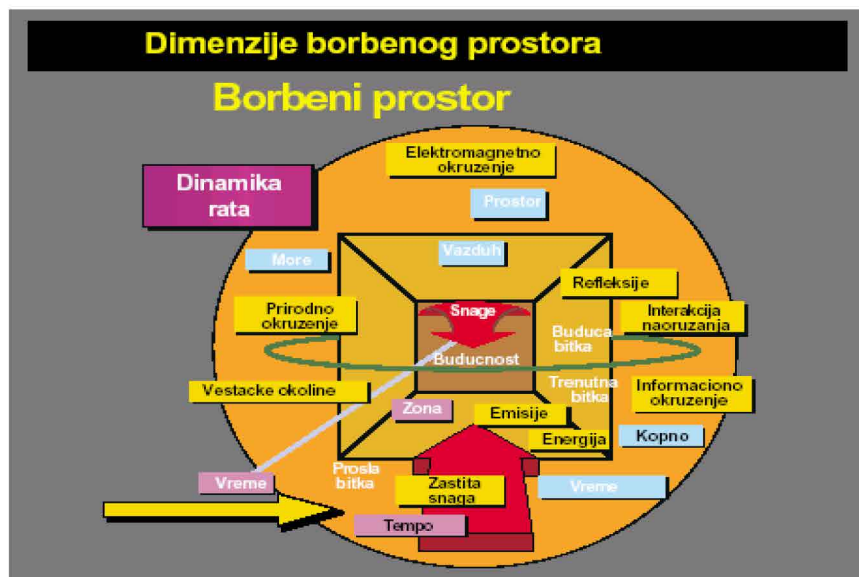 Dimenzije borbenog prostora
Borbeni prostor
Elektromagnetno
okruzenje
Dinamika
rata
Prostor
More
Vazduh
Refleksije
Prirodno
okruzenje
Snage
Interakcija
naoruzanja
Buduca
bitka
Buducnost
Trenutna
bitka
Vestacke okoline
Informaciono
okruzenje
Zona
Emisije
Energija
Kopno
Prosla
bitka
Vreme
Zastita
snaga
Vreme
Tempo